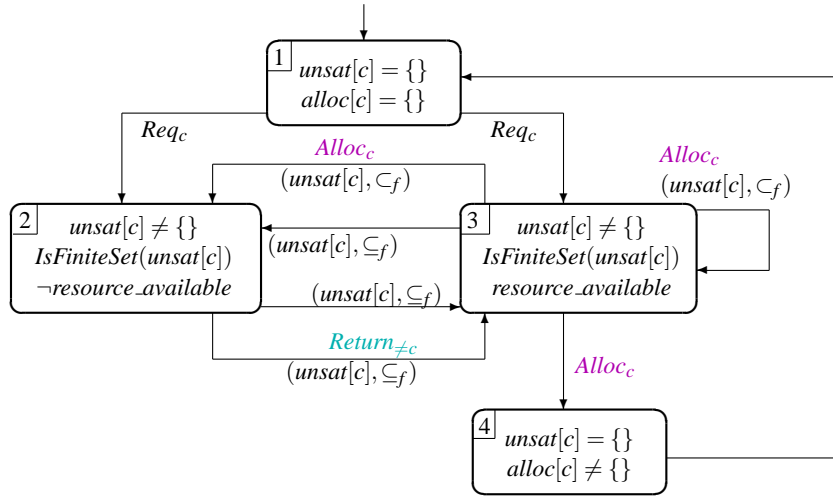 1
unsat[c] = {}
alloc[c] = {}
Req_c
Req_c
Alloc_c
(unsat[c], ⊂_f)
Alloc_c
(unsat[c], ⊂_f)
2
unsat[c] ≠ {}
IsFiniteSet(unsat[c])
¬resource_available
(unsat[c], ⊆_f)
(unsat[c], ⊆_f)
3
unsat[c] ≠ {}
IsFiniteSet(unsat[c])
resource_available
Return_≠c
(unsat[c], ⊆_f)
Alloc_c
4
unsat[c] = {}
alloc[c] ≠ {}